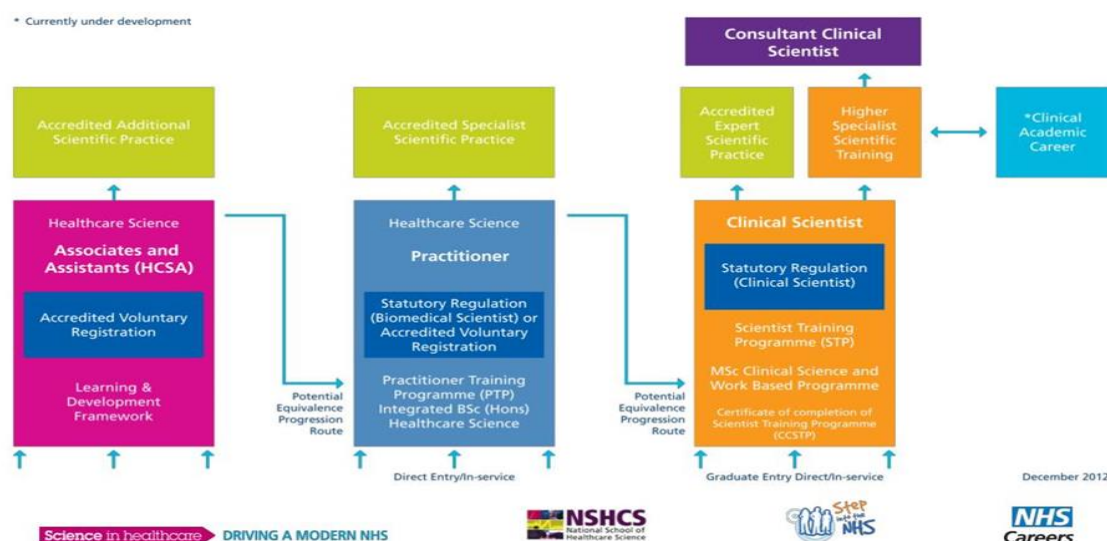 * Currently under development
Consultant Clinical
Scientist
Accredited Additional
Scientific Practice
Accredited Specialist
Scientific Practice
Accredited
Expert
Scientific
Practice
Higher
Specialist
Scientific
Training
*Clinical
Academic
Career
Healthcare Science
Associates and
Assistants (HCSA)
Accredited Voluntary
Registration
Learning &
Development
Framework
Potential
Equivalence
Progression
Route
Healthcare Science
Practitioner
Statutory Regulation
(Biomedical Scientist) or
Accredited Voluntary
Registration
Practitioner Training
Programme (PTP)
Integrated BSc (Hons)
Healthcare Science
Potential
Equivalence
Progression
Route
Clinical Scientist
Statutory Regulation
(Clinical Scientist)
Scientist Training
Programme (STP)
MSc Clinical Science and
Work Based Programme
Certificate of completion of
Scientist Training Programme
(CCSTP)
Direct Entry/In-service
Graduate Entry Direct/In-service
December 2012
Science in healthcare DRIVING A MODERN NHS
NSHCS
National School of
Healthcare Science
Step
into the
NHS
NHS
Careers